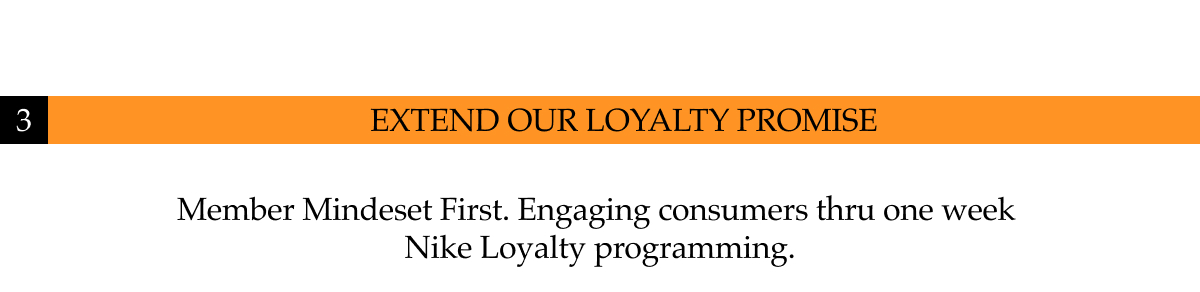 3 EXTEND OUR LOYALTY PROMISE
Member Mindeset First. Engaging consumers thru one week
Nike Loyalty programming.